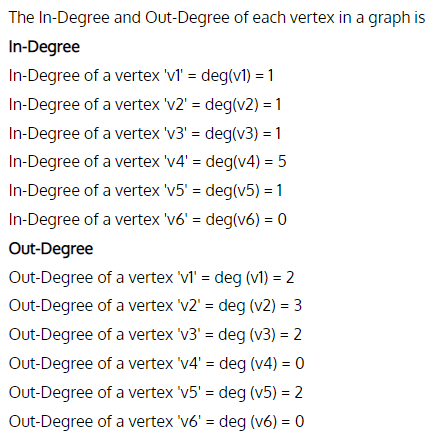 The In-Degree and Out-Degree of each vertex in a graph is
In-Degree
In-Degree of a vertex 'v1' = deg(v1) = 1
In-Degree of a vertex 'v2' = deg(v2) = 1
In-Degree of a vertex 'v3' = deg(v3) = 1
In-Degree of a vertex 'v4' = deg(v4) = 5
In-Degree of a vertex 'v5' = deg(v5) = 1
In-Degree of a vertex 'v6' = deg(v6) = 0
Out-Degree
Out-Degree of a vertex 'v1' = deg (v1) = 2
Out-Degree of a vertex 'v2' = deg (v2) = 3
Out-Degree of a vertex 'v3' = deg (v3) = 2
Out-Degree of a vertex 'v4' = deg (v4) = 0
Out-Degree of a vertex 'v5' = deg (v5) = 2
Out-Degree of a vertex 'v6' = deg (v6) = 0